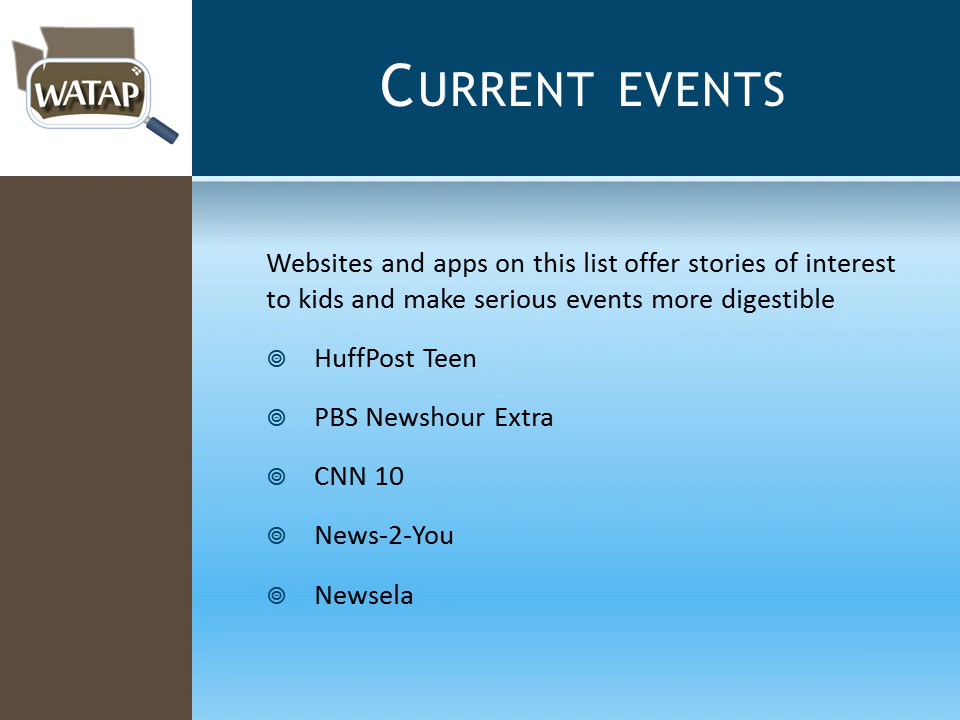 WATAP
CURRENT EVENTS
Websites and apps on this list offer stories of interest
to kids and make serious events more digestible
HuffPost Teen
PBS Newshour Extra
CNN 10
News-2-You
Newsela